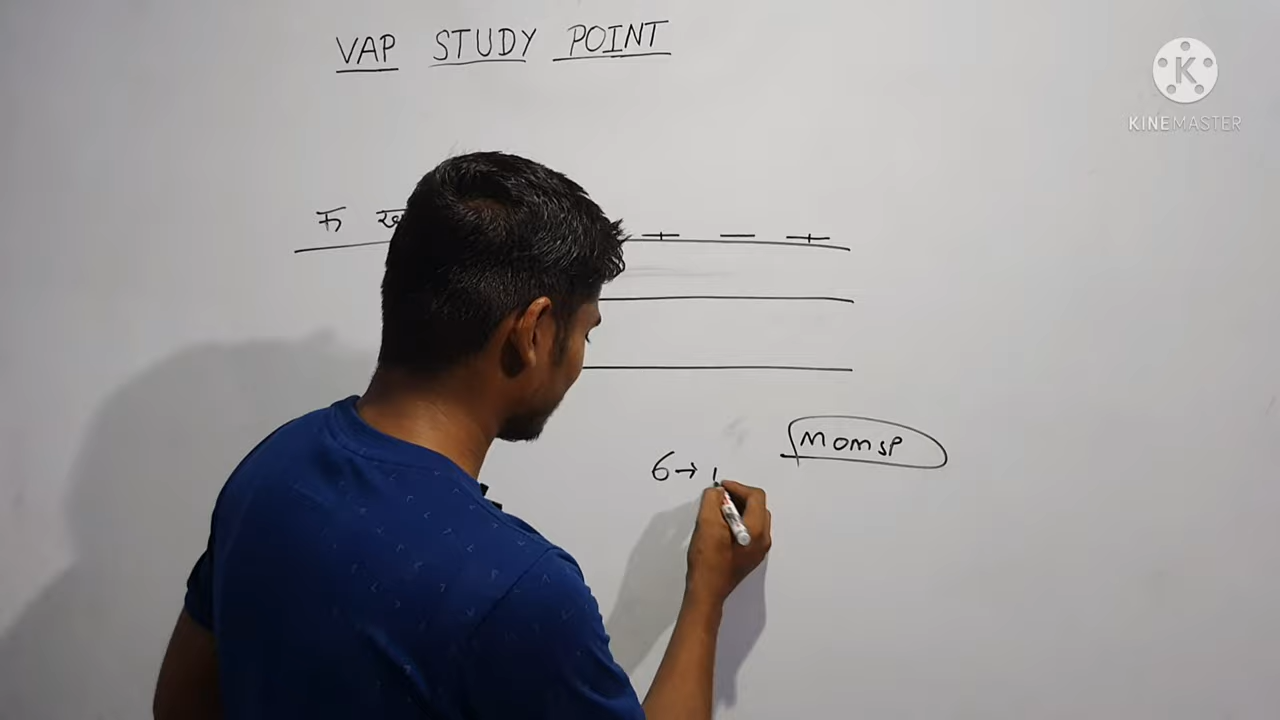 VAP STUDY POINT
K
KINEMASTER
क ख
+ — +
MOMSP
6→